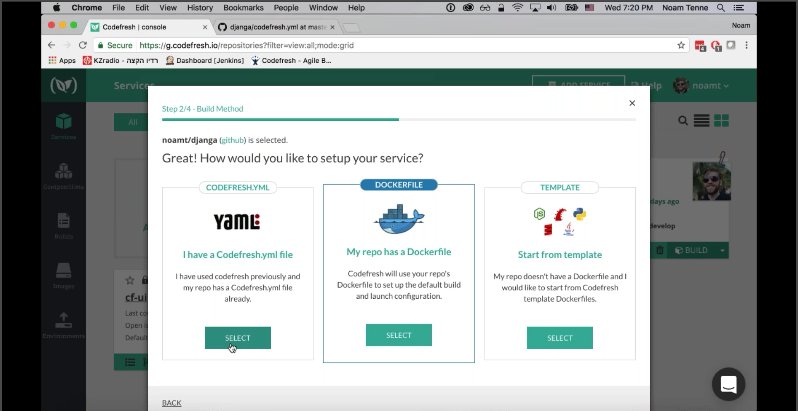 Chrome File Edit View History Bookmarks People Window Help Wed 7:20 PM Noam Tenne
Codefresh | console djanga/codefresh.yml at maste Noam
Secure https://g.codefresh.io/repositories?filter=view:all;mode:grid
Apps KZradio – רדיו הקצה Dashboard [Jenkins] Codefresh - Agile B...
Services ADD SERVICE Help noamt
Step 2/4 - Build Method
All
Services
noamt/djanga (github) is selected.
Great! How would you like to setup your service?
CODEFRESH.YML DOCKERFILE TEMPLATE
YAML
days ago
develop
I have a Codefresh.yml file My repo has a Dockerfile Start from template
BUILD
I have used codefresh previously and my repo has a Codefresh.yml file already.
Codefresh will use your repo's Dockerfile to set up the default build and launch configuration.
My repo doesn't have a Dockerfile and I would like to start from Codefresh template Dockerfiles.
Images
cf-ui
Last co
Open i
Defaul
SELECT SELECT SELECT
Environments
BACK